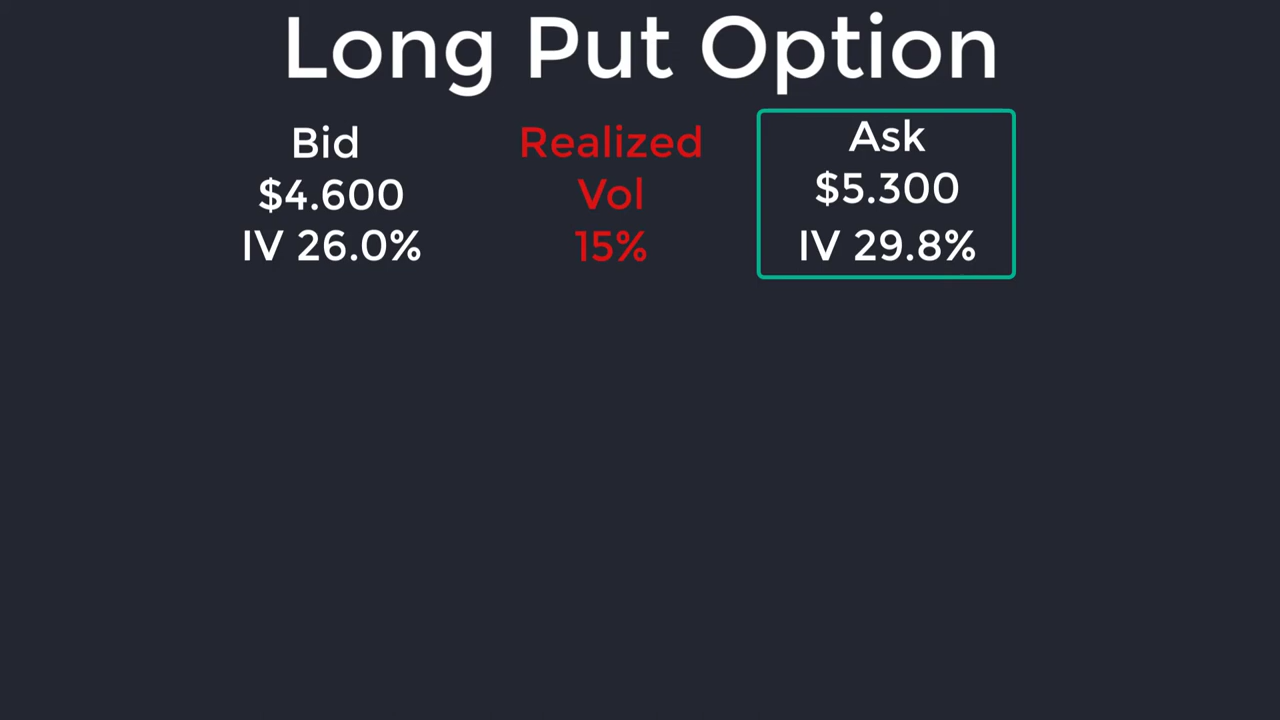 Long Put Option
Bid
$4.600
IV 26.0%
Realized
Vol
15%
Ask
$5.300
IV 29.8%